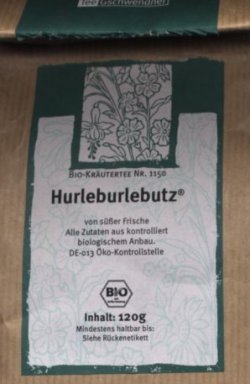 TeeGschwendner
BIO-KRÄUTERTEE NR. 1150
Hurleburlebutz®
von süßer Frische
Alle Zutaten aus kontrolliert
biologischem Anbau.
DE-013 Öko-Kontrollstelle
BIO
Inhalt: 120g
Mindestens haltbar bis:
Siehe Rückenetikett